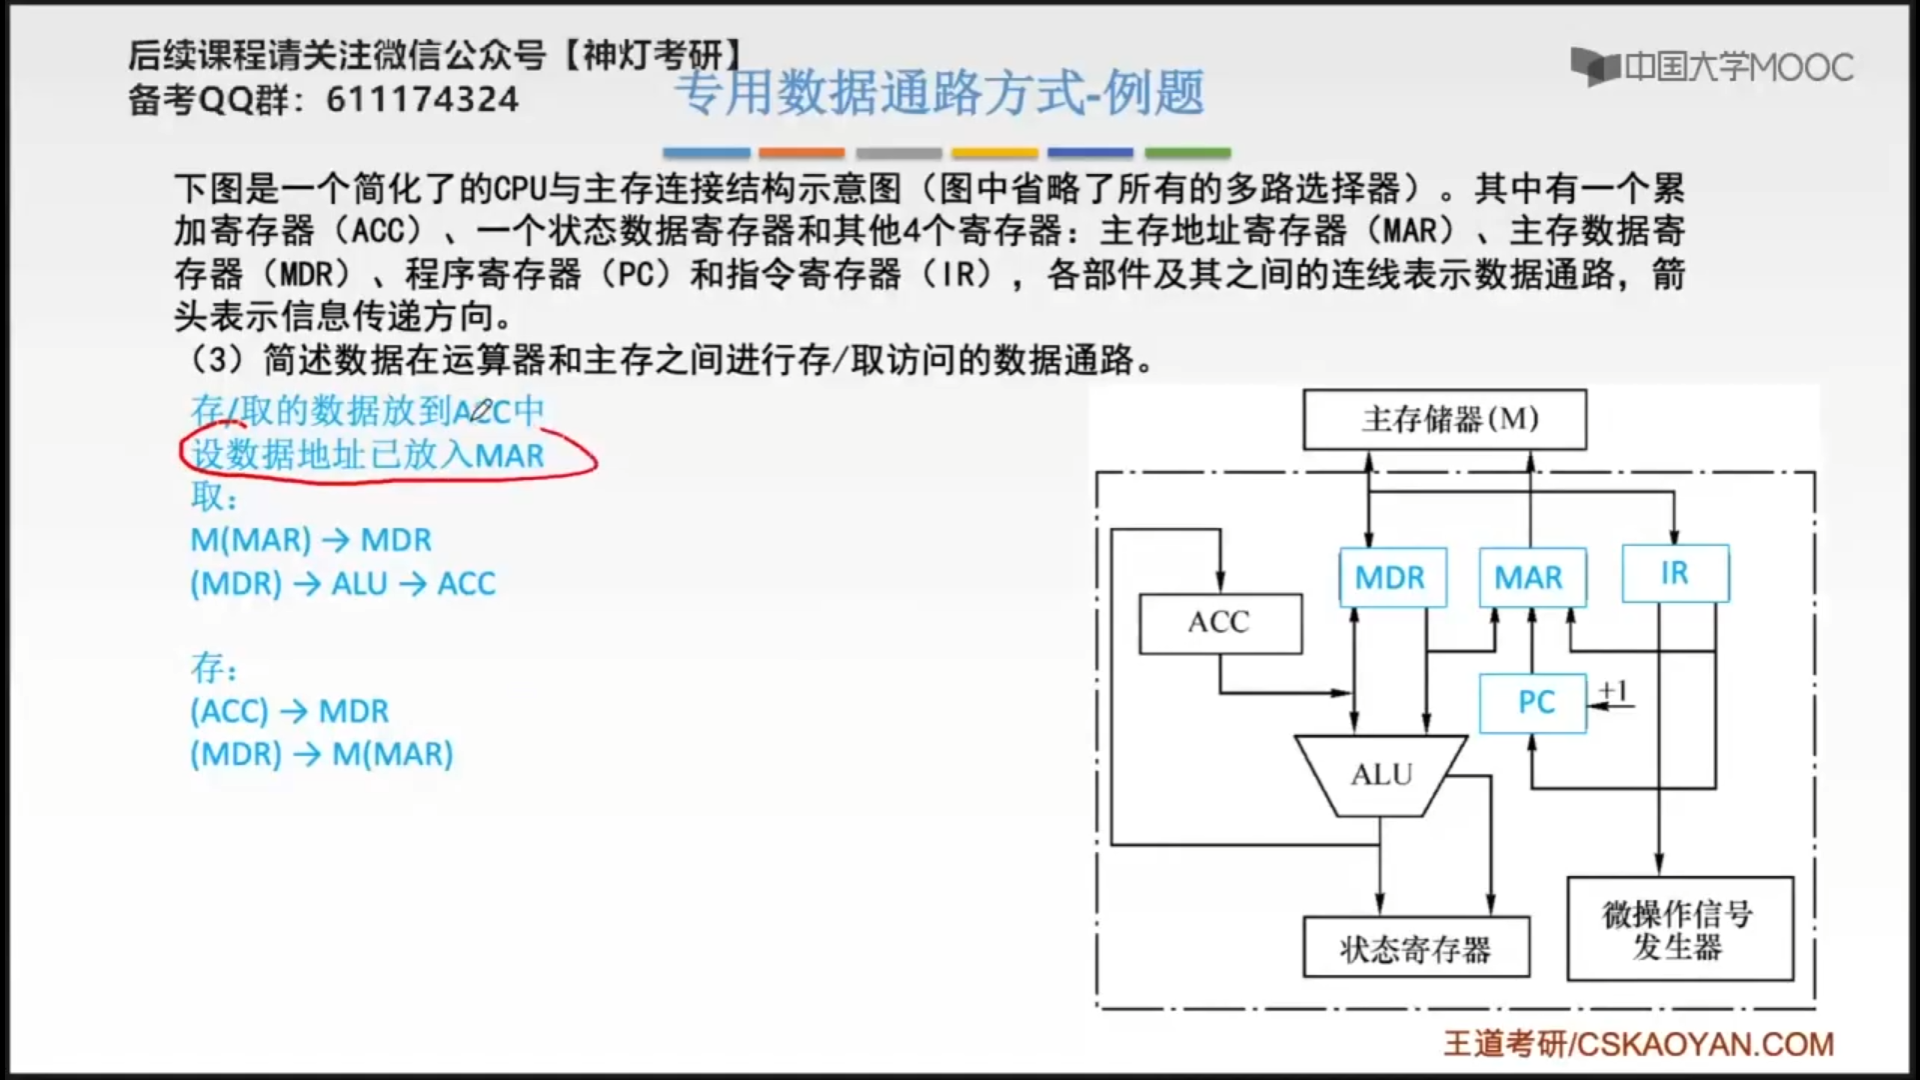 后续课程请关注微信公众号【神灯考研】
备考QQ群：611174324
中国大学MOOC
专用数据通路方式-例题
下图是一个简化了的CPU与主存连接结构示意图（图中省略了所有的多路选择器）。其中有一个累
加寄存器（ACC）、一个状态数据寄存器和其他4个寄存器：主存地址寄存器（MAR）、主存数据寄
存器（MDR）、程序寄存器（PC）和指令寄存器（IR），各部件及其之间的连线表示数据通路，箭
头表示信息传递方向。
（3）简述数据在运算器和主存之间进行存/取访问的数据通路。
存/取的数据放到ACC中
设数据地址已放入MAR
取：
M(MAR) → MDR
(MDR) → ALU → ACC
存：
(ACC) → MDR
(MDR) → M(MAR)
主存储器(M)
MDR
MAR
IR
ACC
PC
+1
ALU
状态寄存器
微操作信号
发生器
王道考研/CSKAOYAN.COM